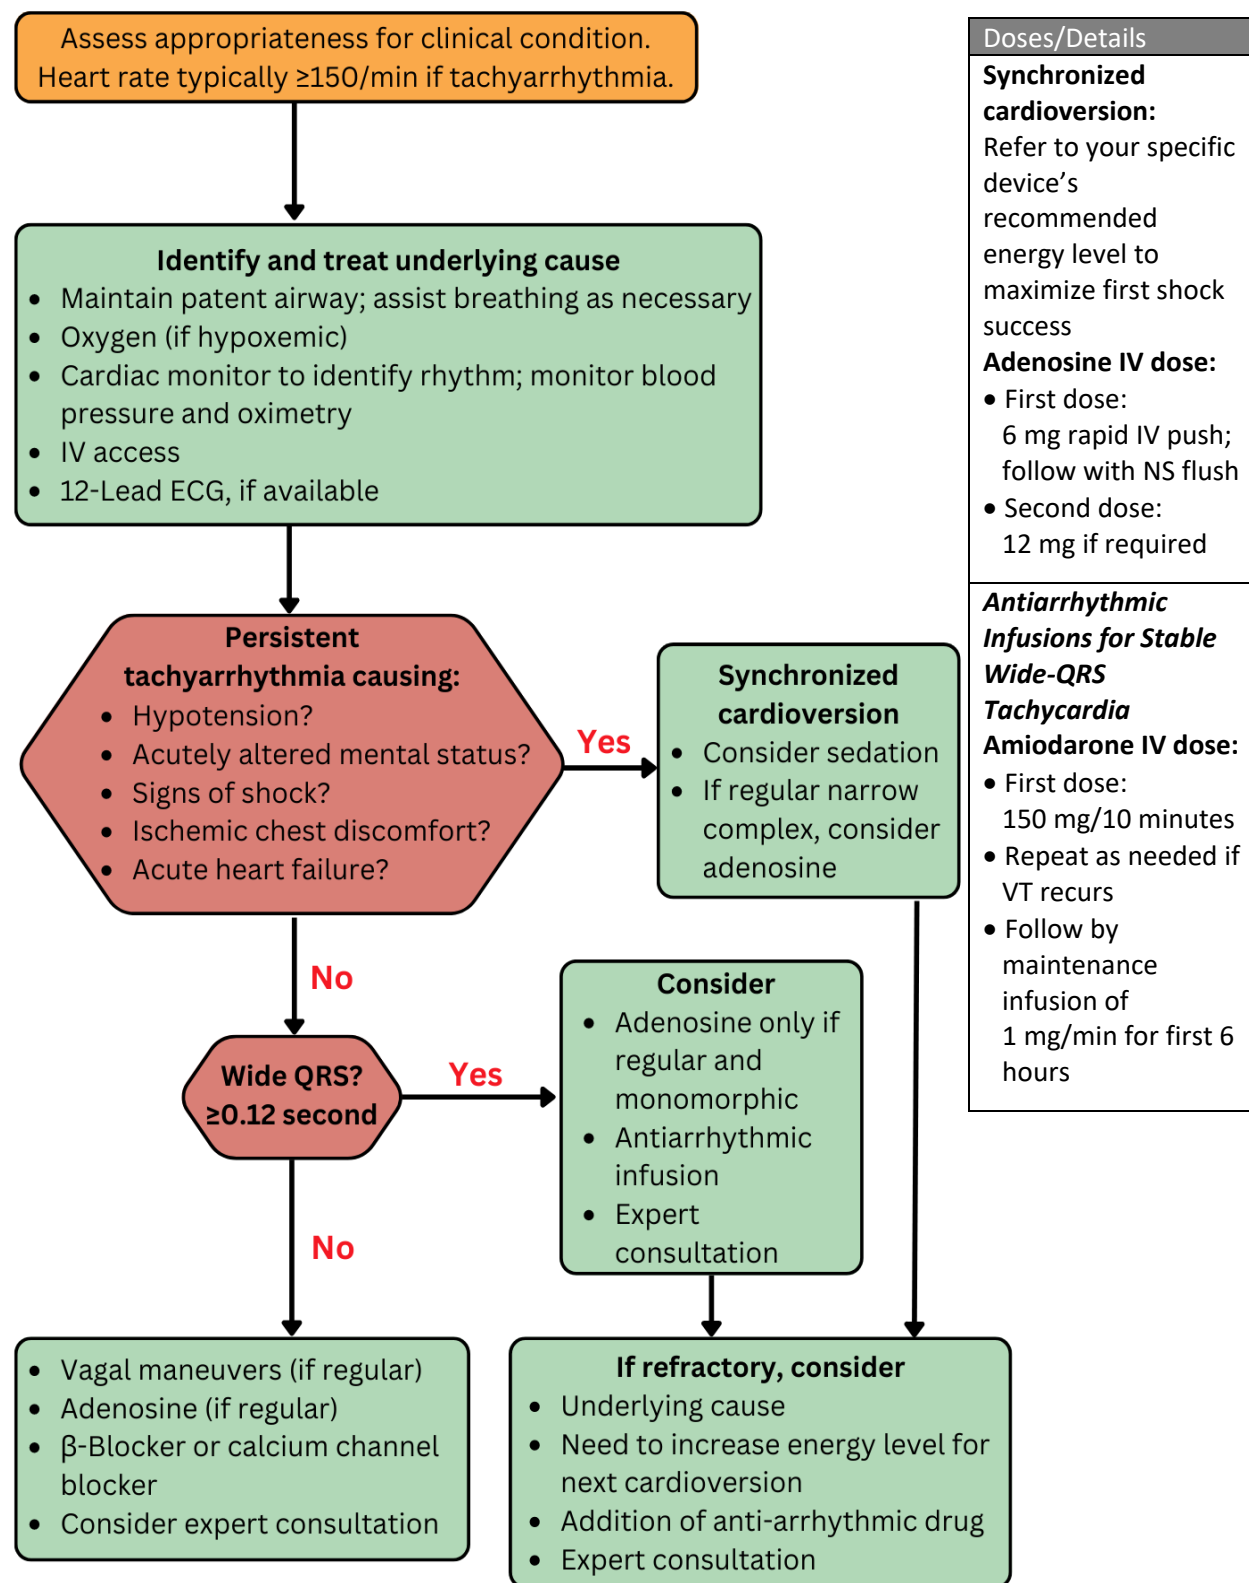 Assess appropriateness for clinical condition.
Heart rate typically ≥150/min if tachyarrhythmia.
Identify and treat underlying cause
• Maintain patent airway; assist breathing as necessary
• Oxygen (if hypoxemic)
• Cardiac monitor to identify rhythm; monitor blood
pressure and oximetry
• IV access
• 12-Lead ECG, if available
Persistent
tachyarrhythmia causing:
• Hypotension?
• Acutely altered mental status?
• Signs of shock?
• Ischemic chest discomfort?
• Acute heart failure?
Yes
Synchronized
cardioversion
• Consider sedation
• If regular narrow
complex, consider
adenosine
No
Wide QRS?
≥0.12 second
Yes
Consider
• Adenosine only if
regular and
monomorphic
• Antiarrhythmic
infusion
• Expert
consultation
No
• Vagal maneuvers (if regular)
• Adenosine (if regular)
• β-Blocker or calcium channel
blocker
• Consider expert consultation
If refractory, consider
• Underlying cause
• Need to increase energy level for
next cardioversion
• Addition of anti-arrhythmic drug
• Expert consultation
Doses/Details
Synchronized
cardioversion:
Refer to your specific
device’s
recommended
energy level to
maximize first shock
success
Adenosine IV dose:
• First dose:
6 mg rapid IV push;
follow with NS flush
• Second dose:
12 mg if required
Antiarrhythmic
Infusions for Stable
Wide-QRS
Tachycardia
Amiodarone IV dose:
• First dose:
150 mg/10 minutes
• Repeat as needed if
VT recurs
• Follow by
maintenance
infusion of
1 mg/min for first 6
hours